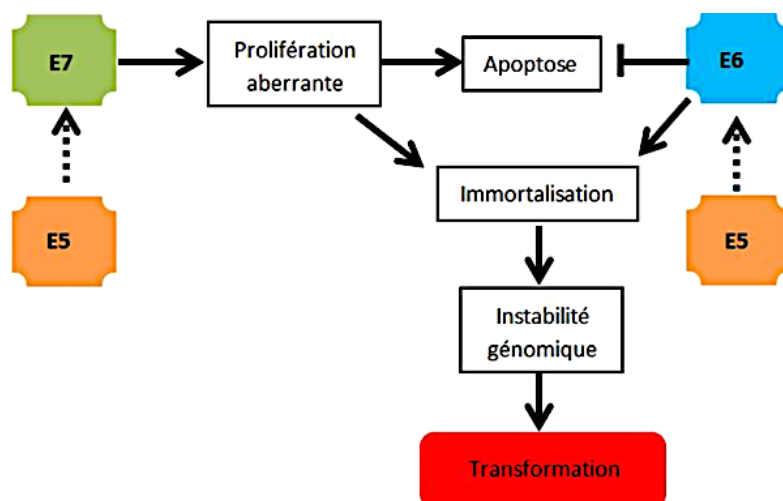 E7
Prolifération
aberrante
Apoptose
E6
E5
Immortalisation
E5
Instabilité
génomique
Transformation